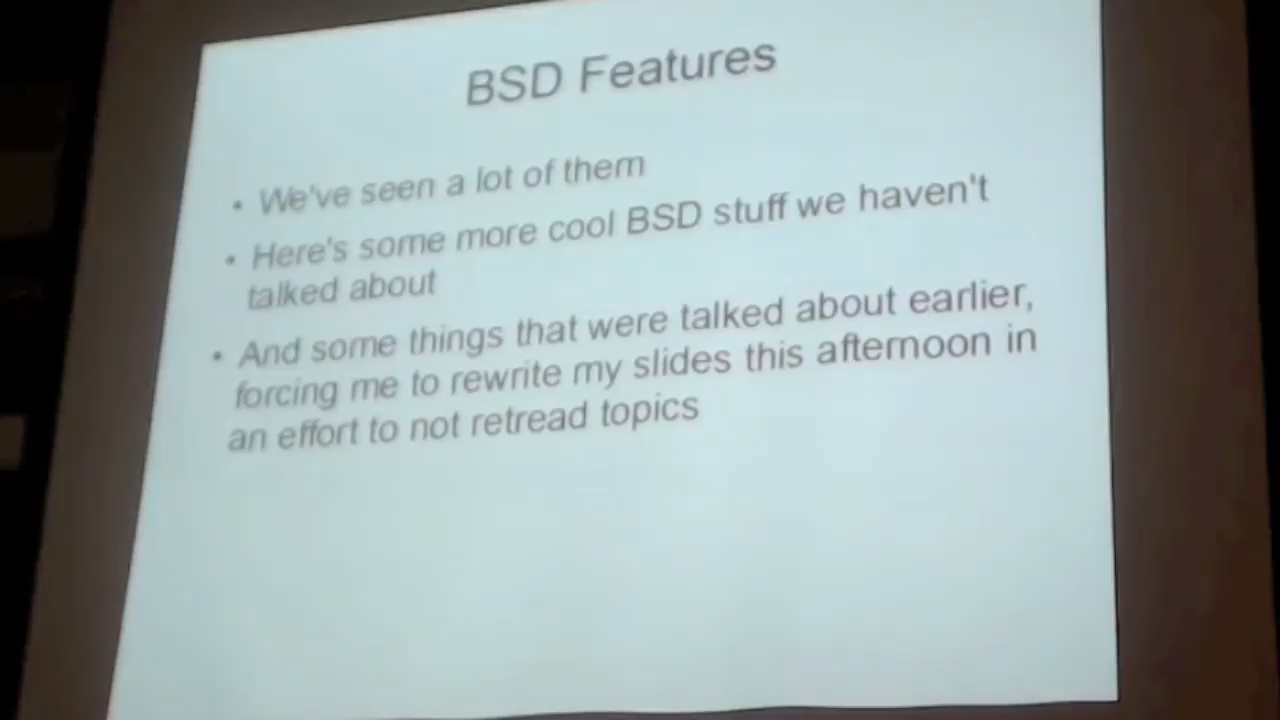 BSD Features
• We've seen a lot of them
• Here's some more cool BSD stuff we haven't
talked about
• And some things that were talked about earlier,
forcing me to rewrite my slides this afternoon in
an effort to not retread topics